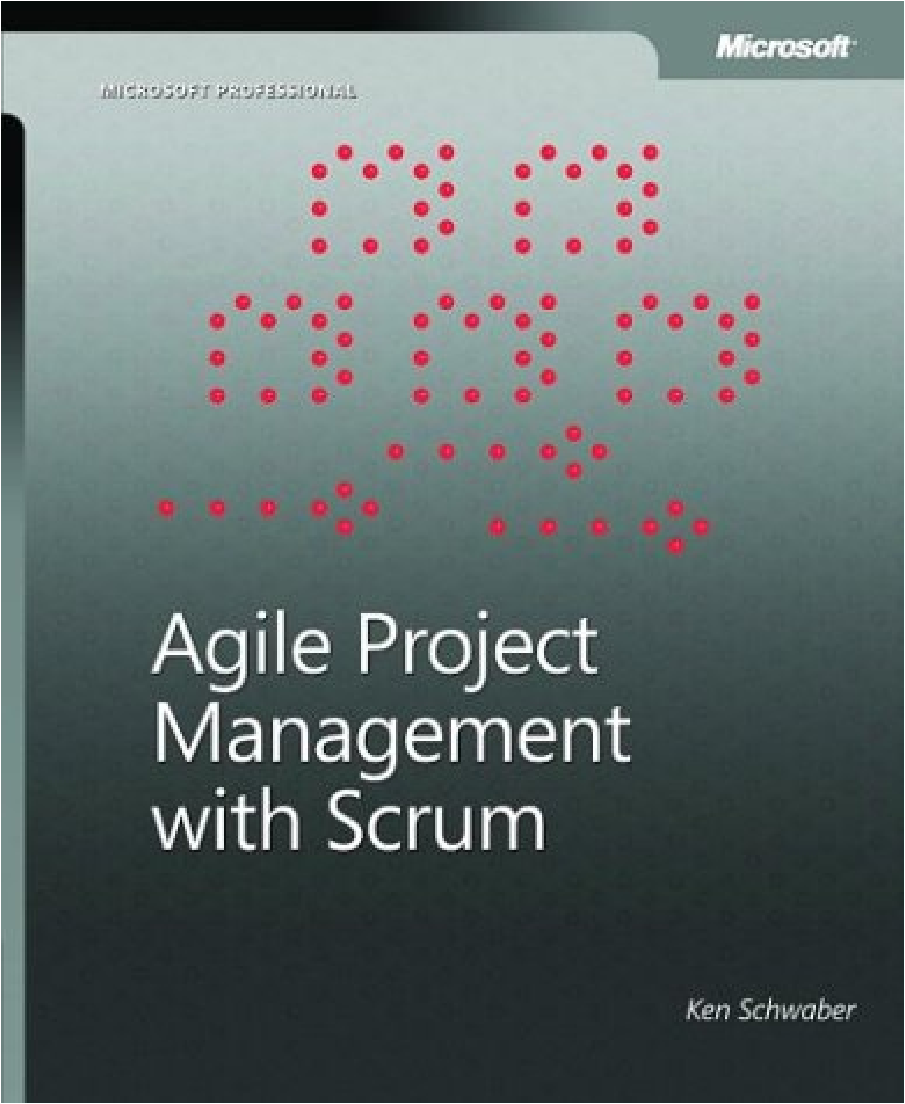 Microsoft
MICROSOFT PROFESSIONAL
Agile Project
Management
with Scrum
Ken Schwaber